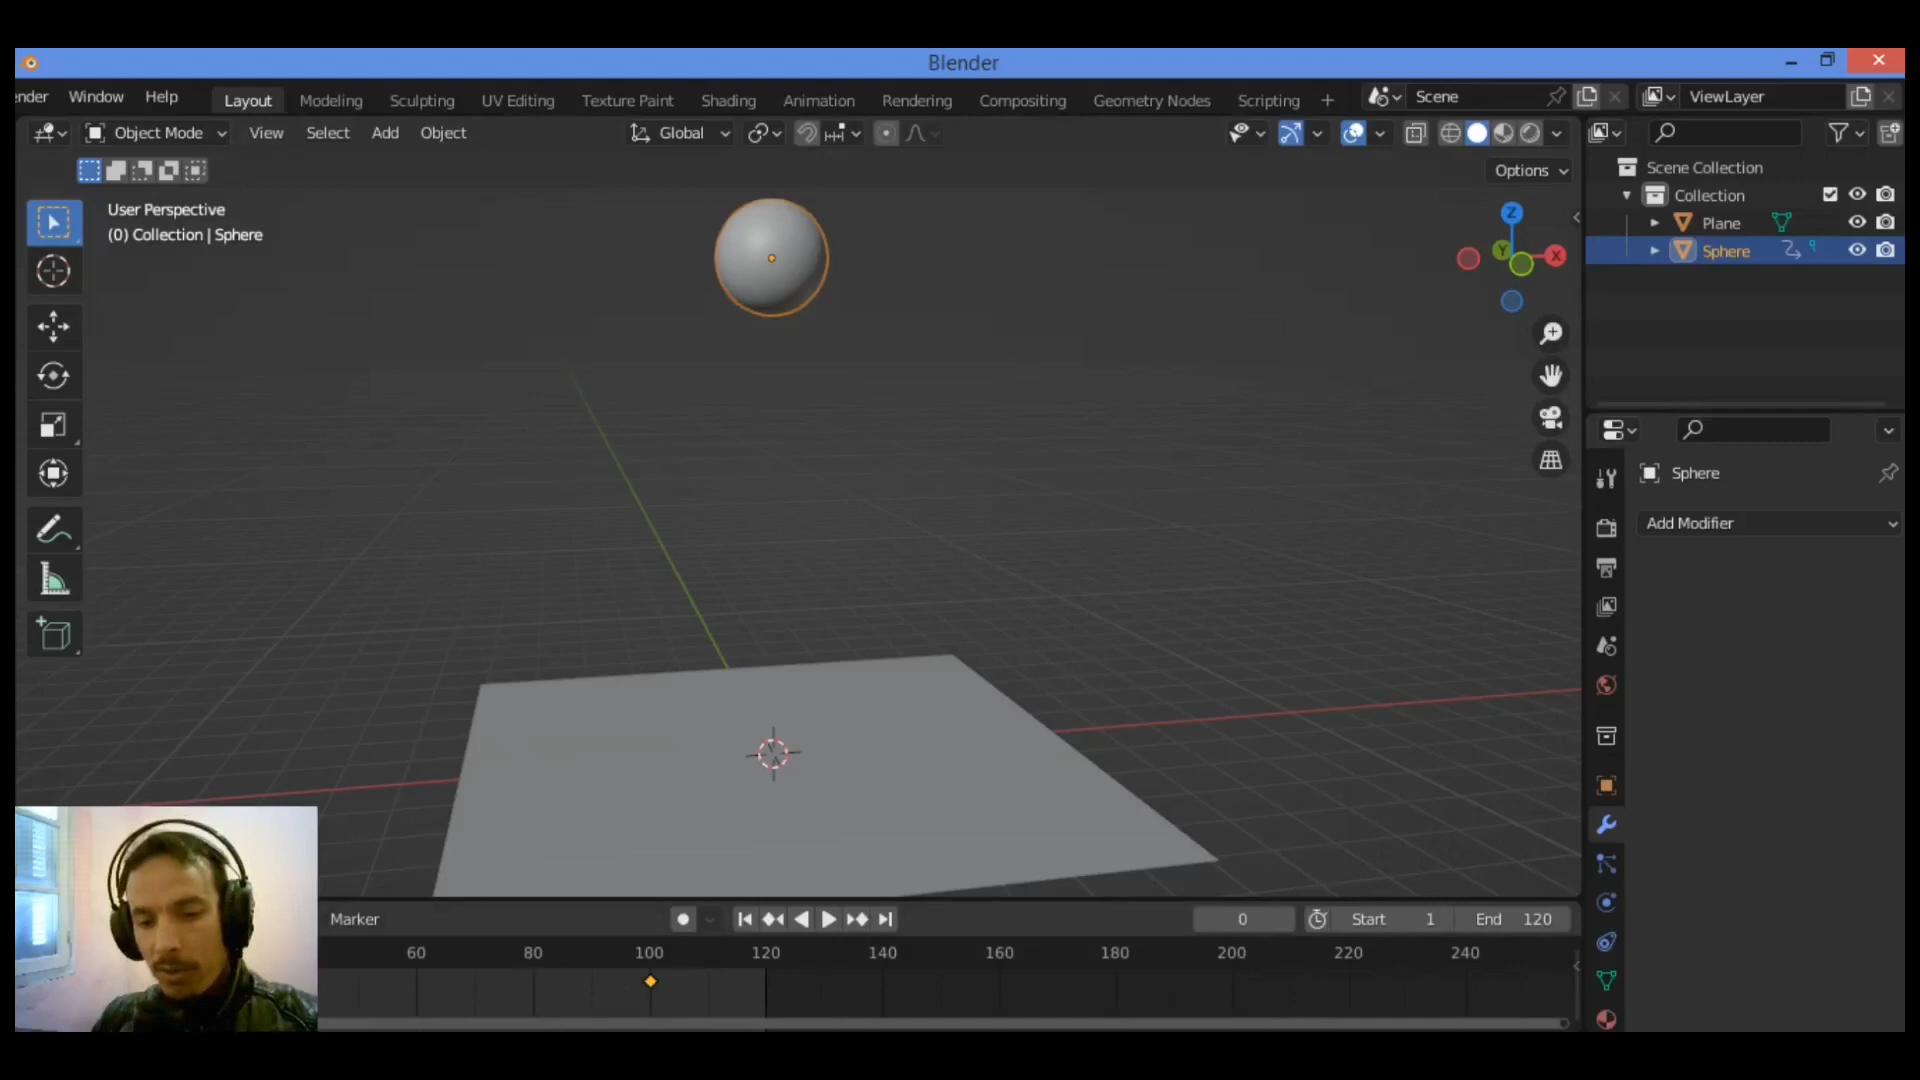 Blender
nder Window Help Layout Modeling Sculpting UV Editing Texture Paint Shading Animation Rendering Compositing Geometry Nodes Scripting + Scene ViewLayer
Object Mode View Select Add Object Global
Options
User Perspective
(0) Collection | Sphere
Z
Y
X
Scene Collection
Collection
Plane
Sphere
Sphere
Add Modifier
Marker 0 Start 1 End 120
60 80 100 120 140 160 180 200 220 240